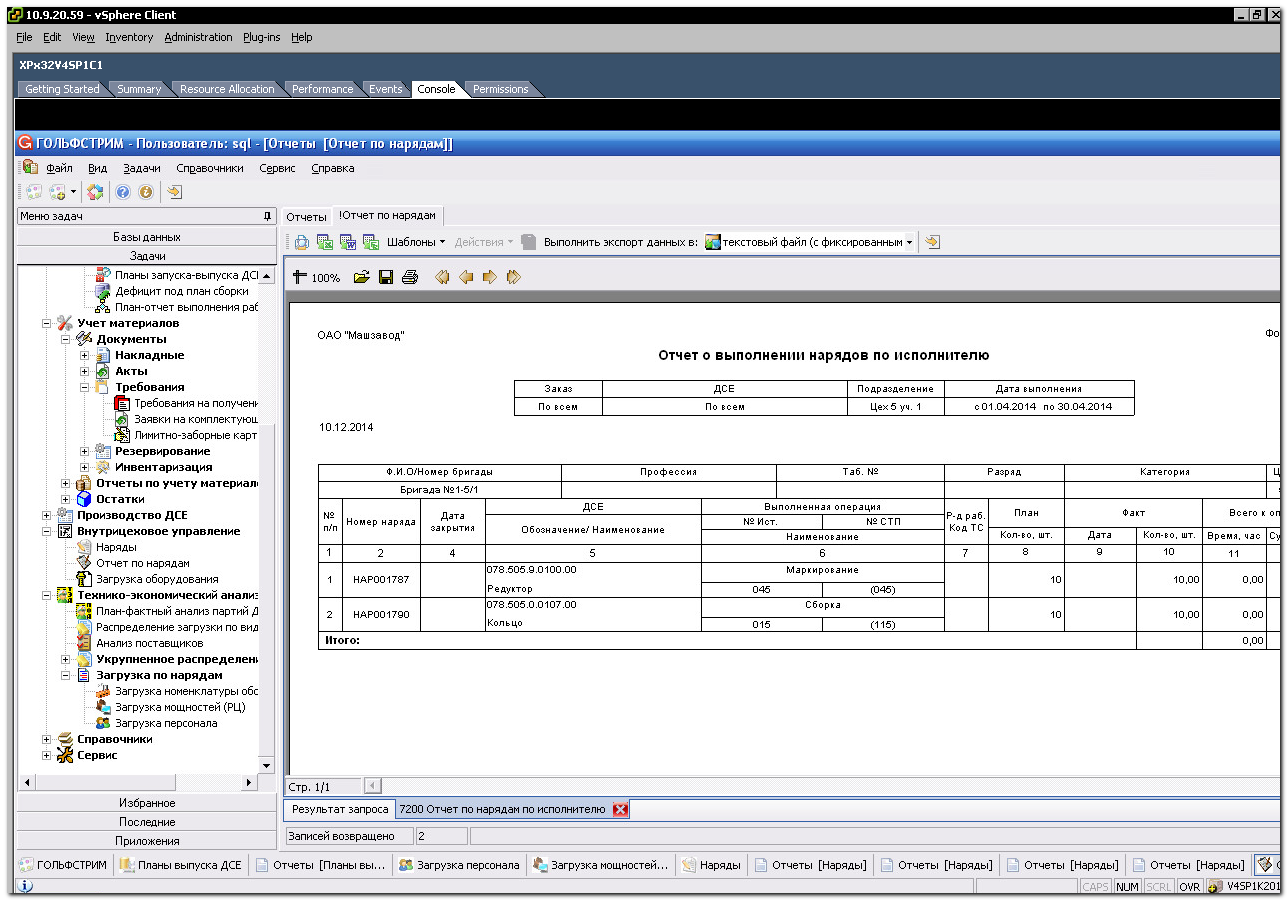 10.9.20.59 - vSphere Client
File Edit View Inventory Administration Plug-ins Help
XPx32V4SP1C1
Getting Started Summary Resource Allocation Performance Events Console Permissions
ГОЛЬФСТРИМ - Пользователь: sql - [Отчеты [Отчет по нарядам]]
Файл Вид Задачи Справочники Сервис Справка
Меню задач
Базы данных
Задачи
Планы запуска-выпуска ДСЕ
Дефицит под план сборки
План-отчет выполнения раб
Учет материалов
Документы
Накладные
Акты
Требования
Требования на получени
Заявки на комплектующ
Лимитно-заборные карт
Резервирование
Инвентаризация
Отчеты по учету материал
Остатки
Производство ДСЕ
Внутрицеховое управление
Наряды
Отчет по нарядам
Загрузка оборудования
Технико-экономический анализ
План-фактный анализ партий Д
Распределение загрузки по вид
Анализ поставщиков
Укрупненное распределени
Загрузка по нарядам
Загрузка номенклатуры обо
Загрузка мощностей (РЦ)
Загрузка персонала
Справочники
Сервис
Избранное
Последние
Приложения
Отчеты !Отчет по нарядам
Шаблоны Действия Выполнить экспорт данных в: текстовый файл (с фиксированным
100%
ОАО "Машзавод" Фо
Отчет о выполнении нарядов по исполнителю
Заказ ДСЕ Подразделение Дата выполнения
По всем По всем Цех 5 уч. 1 с 01.04.2014 по 30.04.2014
10.12.2014
Ф.И.О/Номер бригады Профессия Таб. № Разряд Категория Ц
Бригада №1-5/1
№ п/п Номер наряда Дата закрытия ДСЕ Выполненная операция Р-д раб. Код ТС План Факт Всего к оп
Обозначение/ Наименование № Ист. № СТП Кол-во, шт. Дата Кол-во, шт. Время, час Су
Наименование
1 2 4 5 6 7 8 9 10 11
1 НАР001787 078.505.9.0100.00 Маркирование 10 10,00 0,00
Редуктор 045 (045)
2 НАР001790 078.505.0.0107.00 Сборка 10 10,00 0,00
Кольцо 015 (115)
Итого: 0,00
Стр. 1/1
Результат запроса 7200 Отчет по нарядам по исполнителю
Записей возвращено 2
ГОЛЬФСТРИМ Планы выпуска ДСЕ Отчеты [Планы вы... Загрузка персонала Загрузка мощностей... Наряды Отчеты [Наряды] Отчеты [Наряды] Отчеты [Наряды] Отчеты [Наряды]
CAPS NUM SCRL OVR V4SP1K201